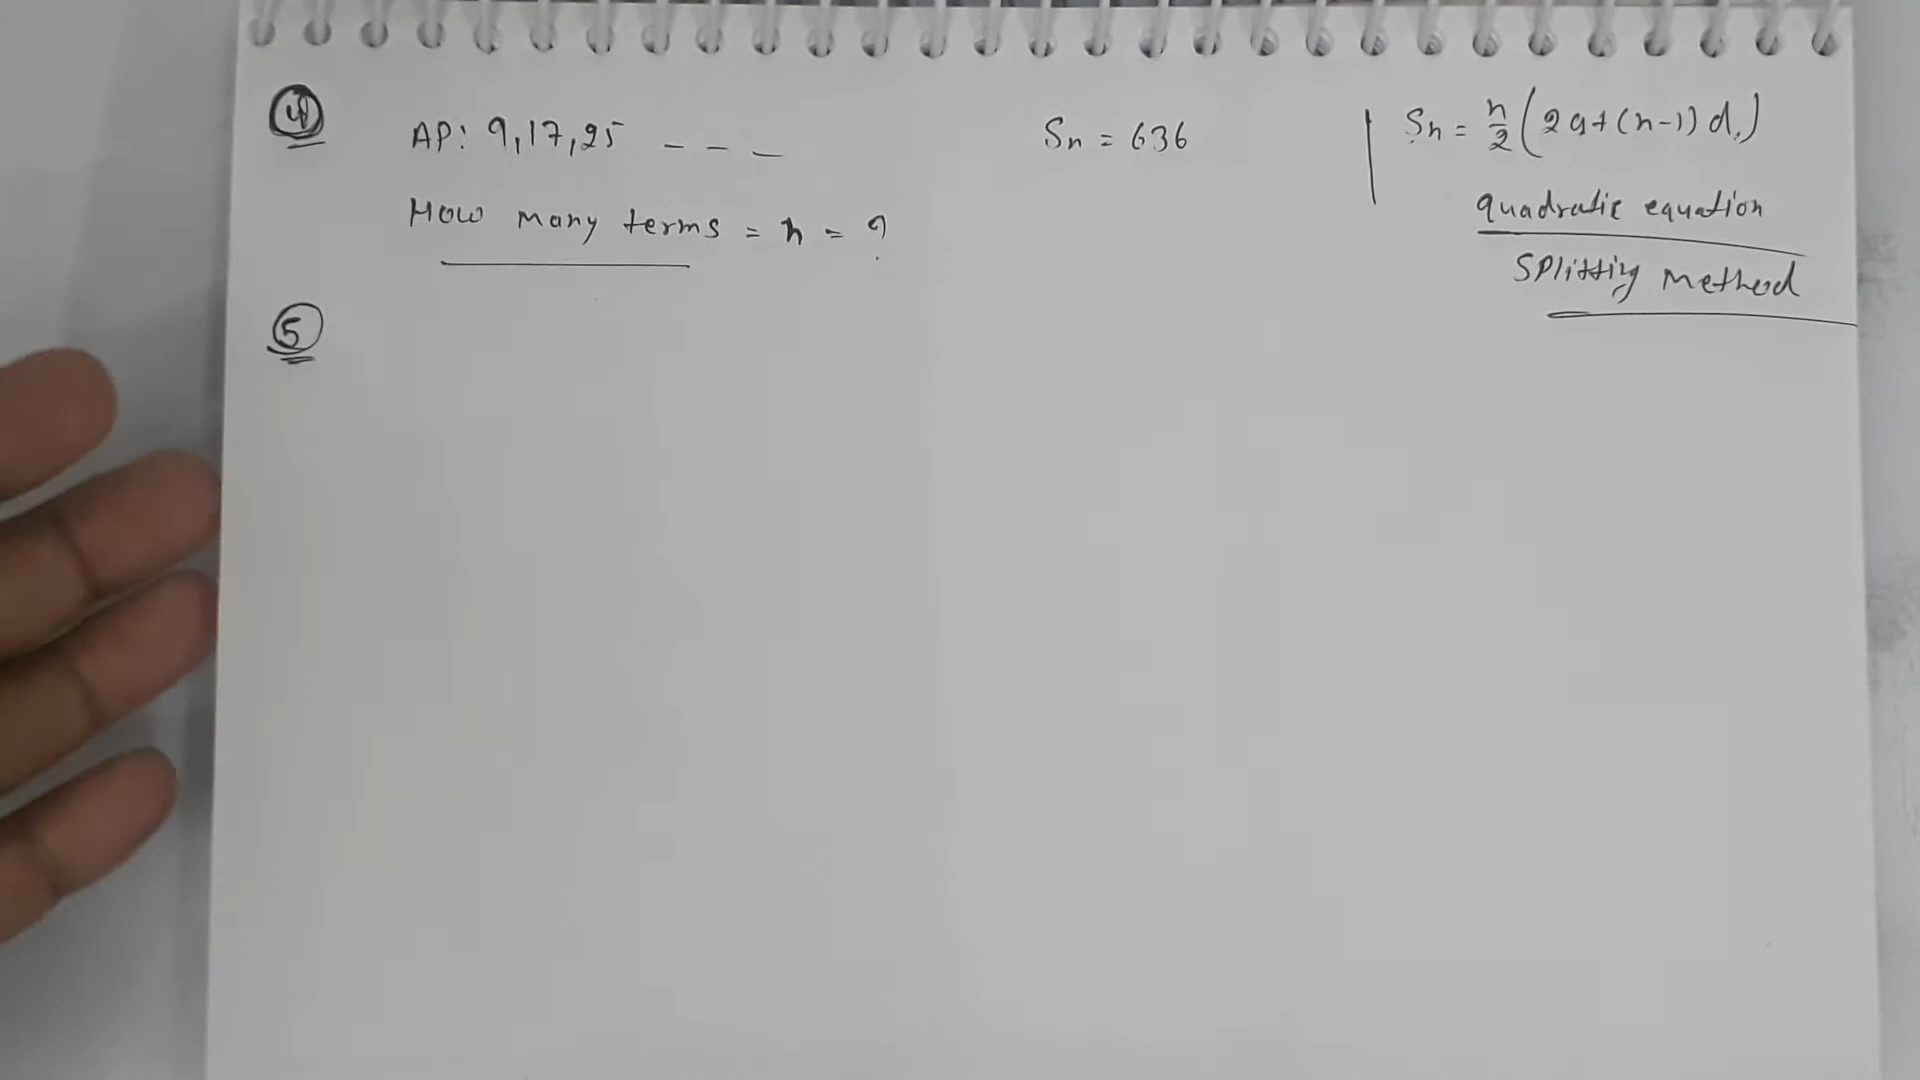 4 AP: 9, 17, 25 - - - Sn = 636 Sn = n/2 (2a+(n-1)d)
How many terms = n = ?
quadratic equation
Splitting Method
5